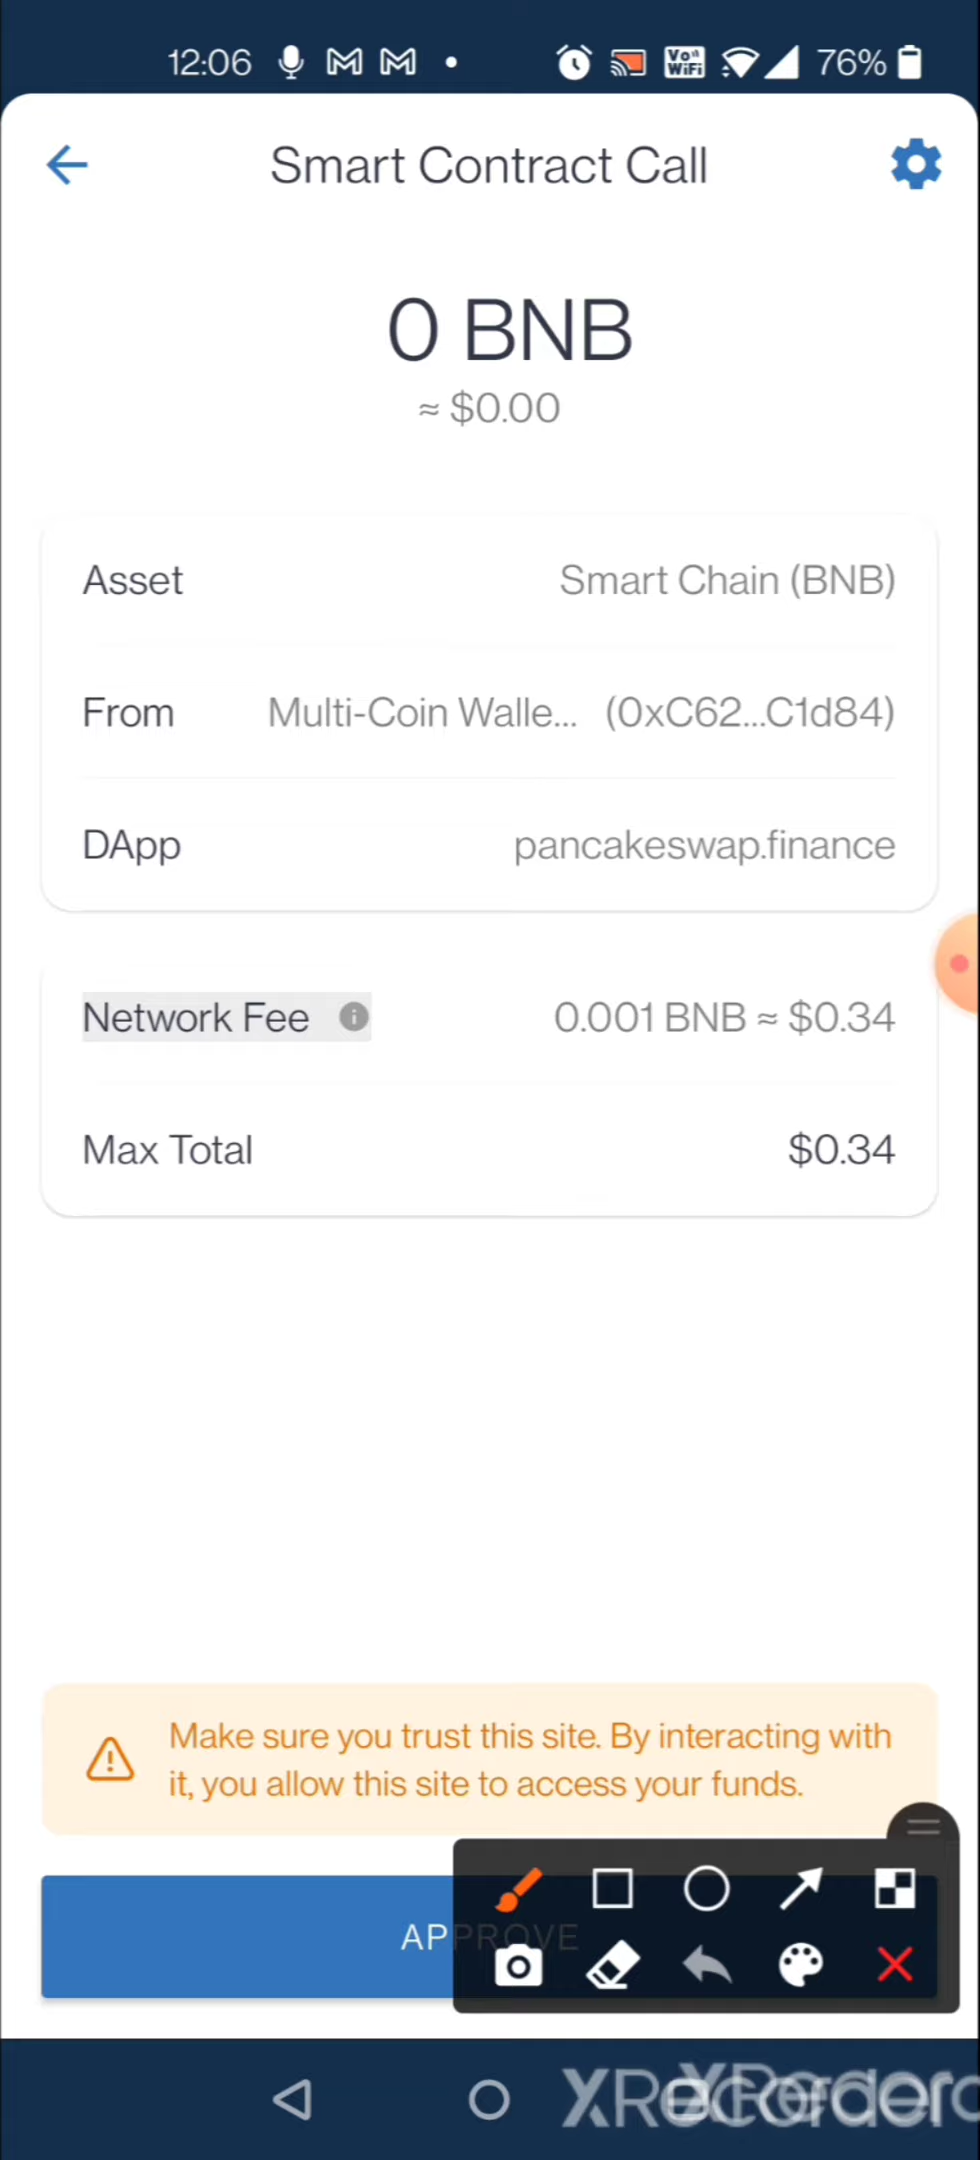 12:06 Vo WiFi 76%
Smart Contract Call
0 BNB
≈ $0.00
Asset Smart Chain (BNB)
From Multi-Coin Walle... (0xC62...C1d84)
DApp pancakeswap.finance
Network Fee 0.001 BNB ≈ $0.34
Max Total $0.34
Make sure you trust this site. By interacting with
it, you allow this site to access your funds.
APPROVE